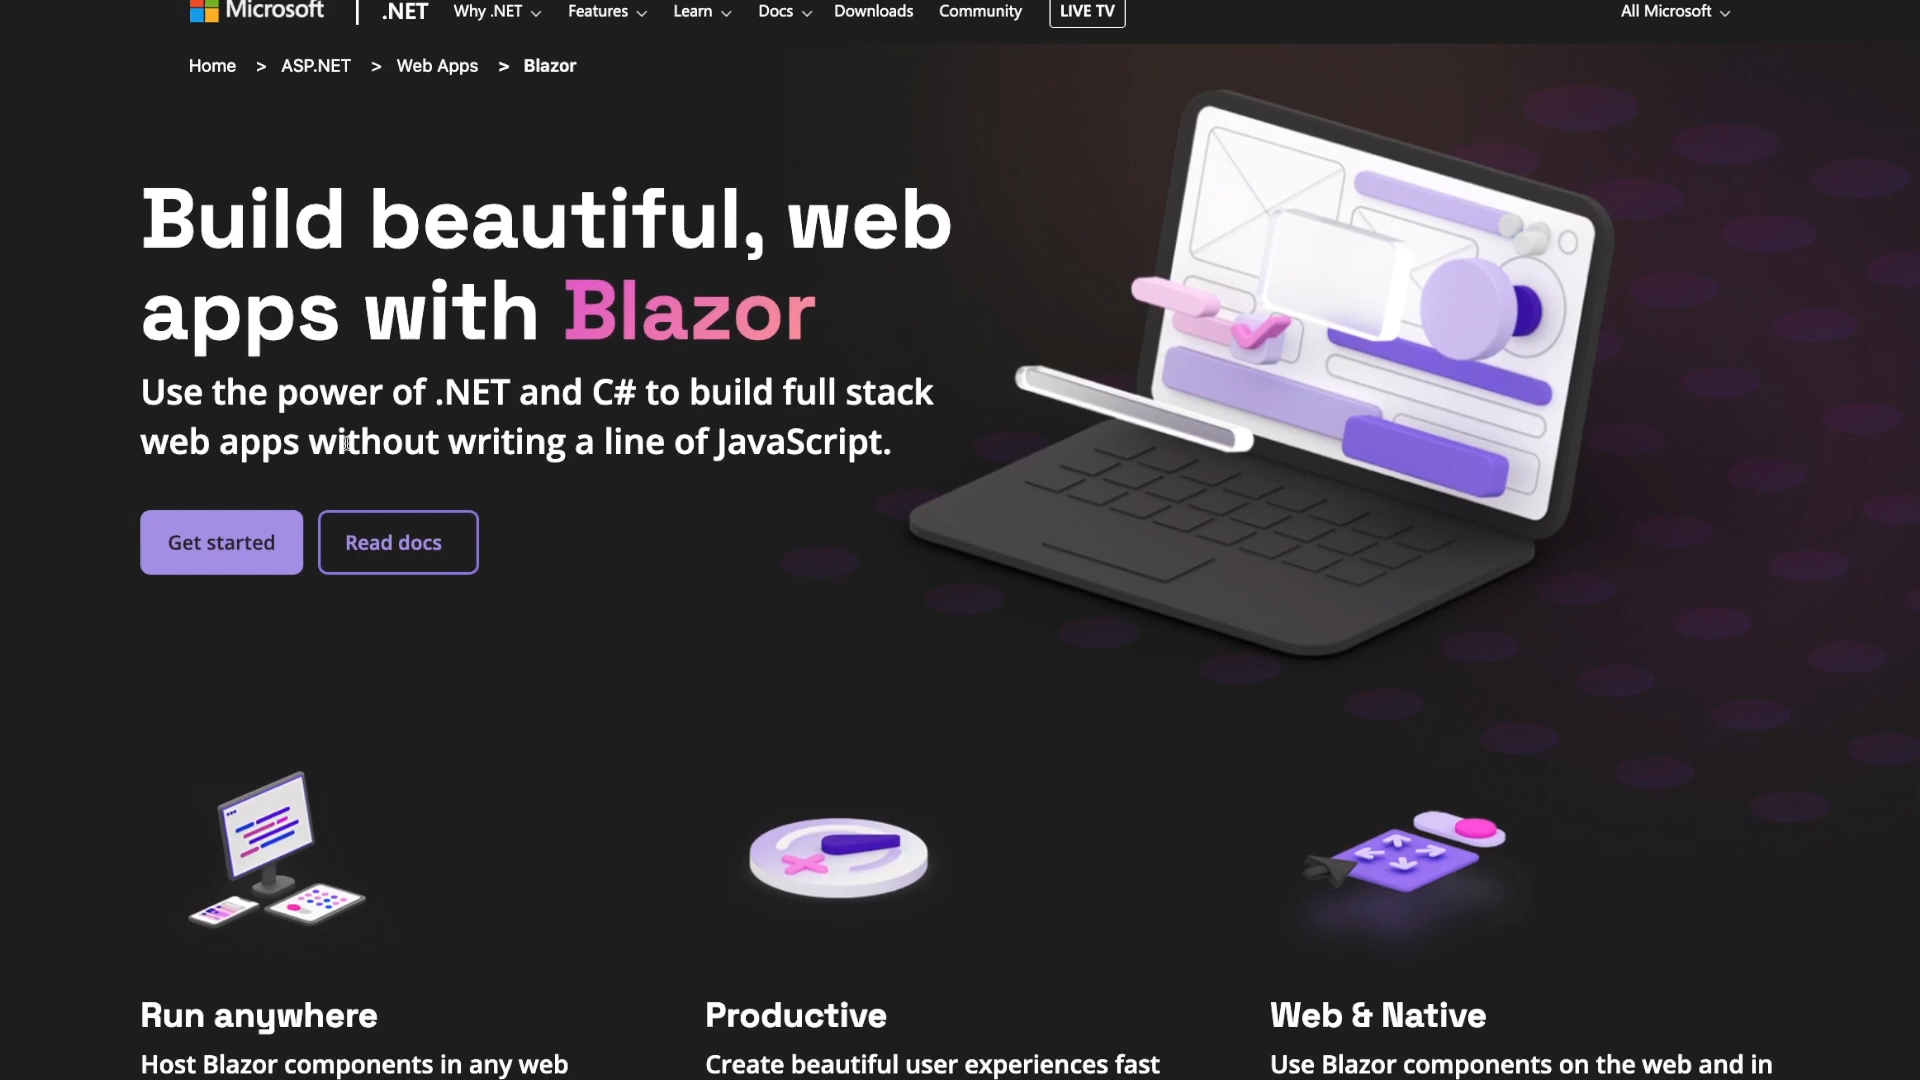 Microsoft | .NET Why .NET Features Learn Docs Downloads Community LIVE TV All Microsoft
Home > ASP.NET > Web Apps > Blazor
Build beautiful, web
apps with Blazor
Use the power of .NET and C# to build full stack
web apps without writing a line of JavaScript.
Get started Read docs
Run anywhere
Host Blazor components in any web
Productive
Create beautiful user experiences fast
Web & Native
Use Blazor components on the web and in